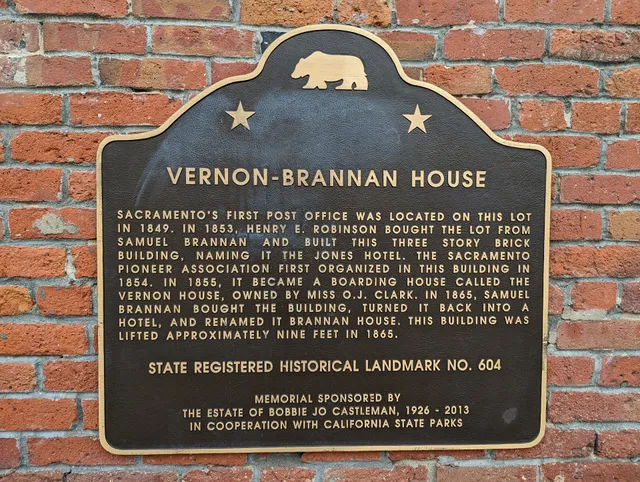 VERNON-BRANNAN HOUSE
SACRAMENTO'S FIRST POST OFFICE WAS LOCATED ON THIS LOT
IN 1849. IN 1853, HENRY E. ROBINSON BOUGHT THE LOT FROM
SAMUEL BRANNAN AND BUILT THIS THREE STORY BRICK
BUILDING, NAMING IT THE JONES HOTEL. THE SACRAMENTO
PIONEER ASSOCIATION FIRST ORGANIZED IN THIS BUILDING IN
1854. IN 1855, IT BECAME A BOARDING HOUSE CALLED THE
VERNON HOUSE, OWNED BY MISS O.J. CLARK. IN 1865, SAMUEL
BRANNAN BOUGHT THE BUILDING, TURNED IT BACK INTO A
HOTEL, AND RENAMED IT BRANNAN HOUSE. THIS BUILDING WAS
LIFTED APPROXIMATELY NINE FEET IN 1865.
STATE REGISTERED HISTORICAL LANDMARK NO. 604
MEMORIAL SPONSORED BY
THE ESTATE OF BOBBIE JO CASTLEMAN, 1926 - 2013
IN COOPERATION WITH CALIFORNIA STATE PARKS